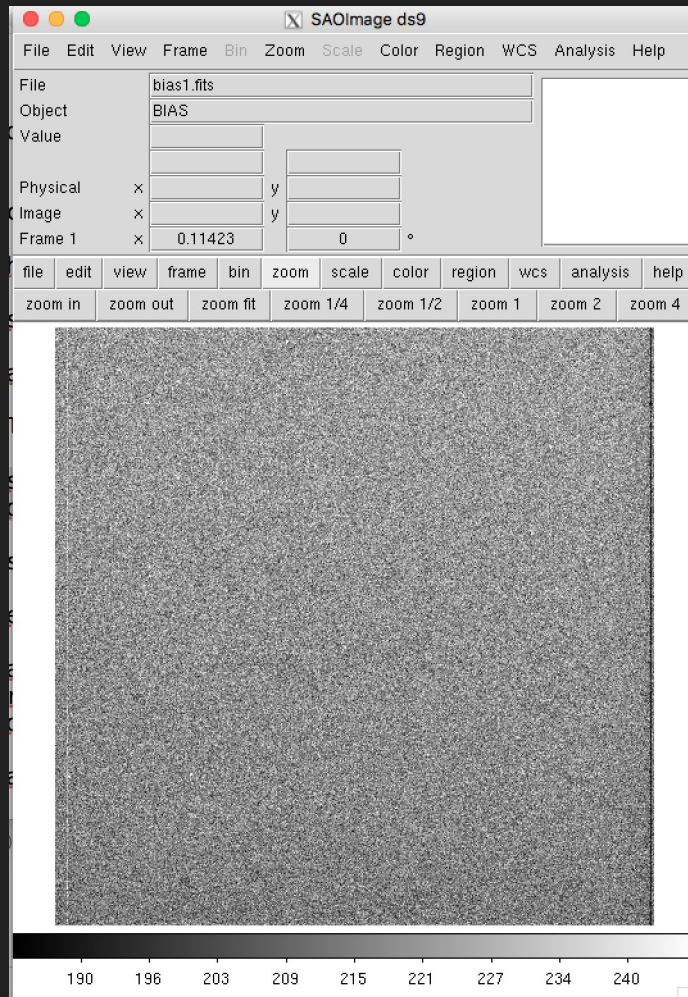 SAOImage ds9
File Edit View Frame Bin Zoom Scale Color Region WCS Analysis Help
File bias1.fits
Object BIAS
Value
Physical x y
Image x y
Frame 1 x 0.11423 0 °
file edit view frame bin zoom scale color region wcs analysis help
zoom in zoom out zoom fit zoom 1/4 zoom 1/2 zoom 1 zoom 2 zoom 4
190 196 203 209 215 221 227 234 240